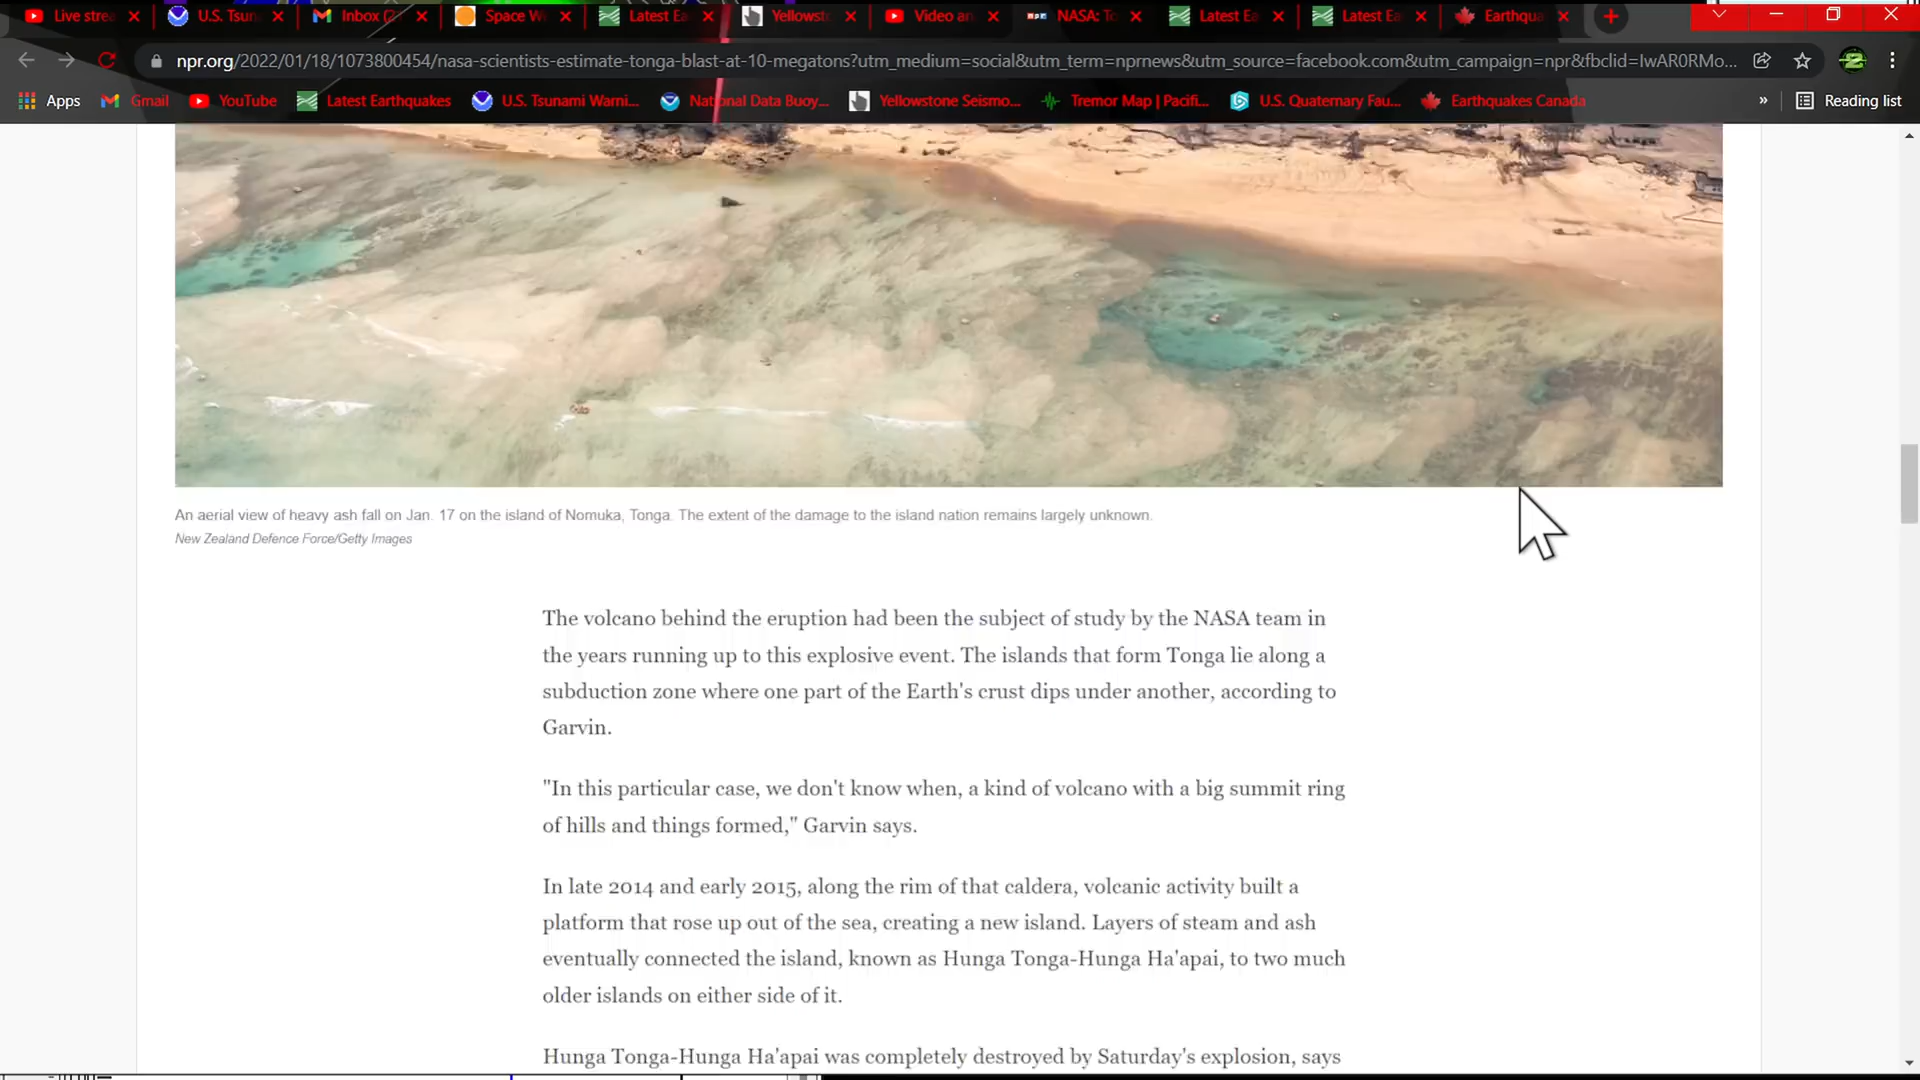 Live strea
U.S. Tsun
Inbox (2
Space W
Latest Ea
Yellowst
Video an
NASA: To
Latest Ea
Latest Ea
Earthqua
npr.org/2022/01/18/1073800454/nasa-scientists-estimate-tonga-blast-at-10-megatons?utm_medium=social&utm_term=nprnews&utm_source=facebook.com&utm_campaign=npr&fbclid=IwAR0RMo...
Apps
Gmail
YouTube
Latest Earthquakes
U.S. Tsunami Warni...
National Data Buoy...
Yellowstone Seismo...
Tremor Map | Pacifi...
U.S. Quaternary Fau...
Earthquakes Canada
»
Reading list
An aerial view of heavy ash fall on Jan. 17 on the island of Nomuka, Tonga. The extent of the damage to the island nation remains largely unknown.
New Zealand Defence Force/Getty Images
The volcano behind the eruption had been the subject of study by the NASA team in
the years running up to this explosive event. The islands that form Tonga lie along a
subduction zone where one part of the Earth's crust dips under another, according to
Garvin.
"In this particular case, we don't know when, a kind of volcano with a big summit ring
of hills and things formed," Garvin says.
In late 2014 and early 2015, along the rim of that caldera, volcanic activity built a
platform that rose up out of the sea, creating a new island. Layers of steam and ash
eventually connected the island, known as Hunga Tonga-Hunga Ha'apai, to two much
older islands on either side of it.
Hunga Tonga-Hunga Ha'apai was completely destroyed by Saturday's explosion, says